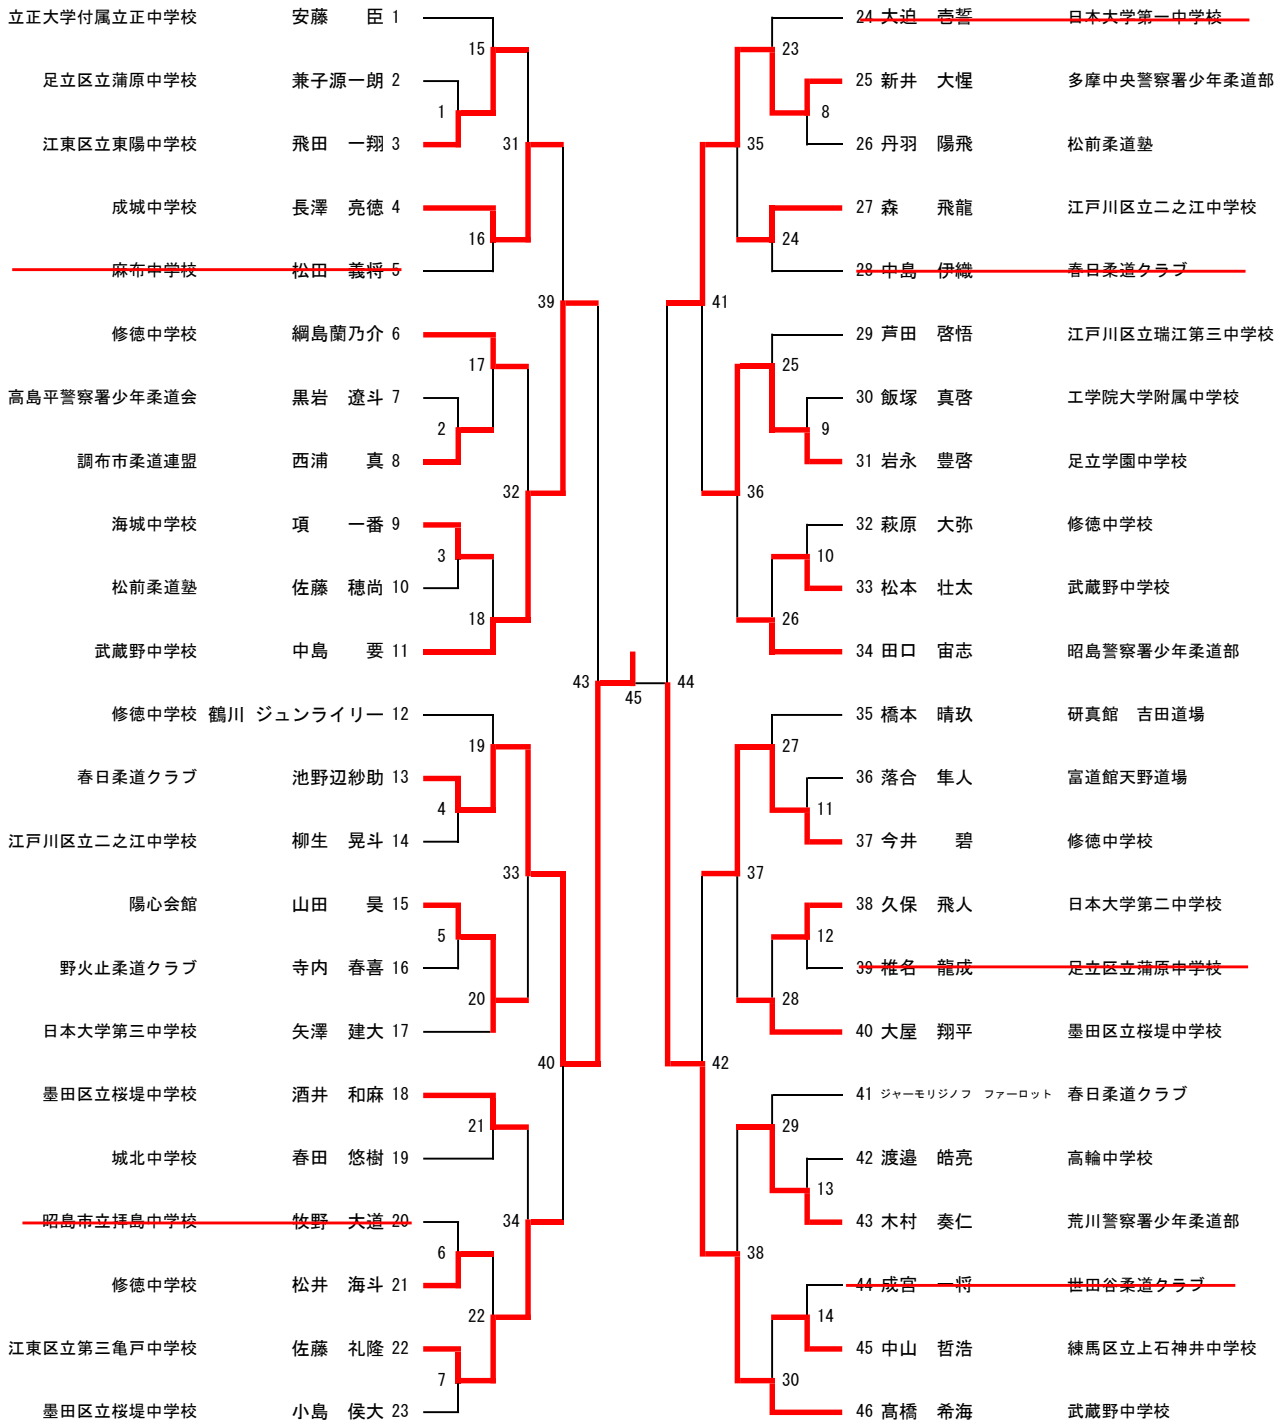 立正大学付属立正中学校 安藤　臣 1
足立区立蒲原中学校 兼子源一朗 2
江東区立東陽中学校 飛田　一翔 3
成城中学校 長澤　亮徳 4
麻布中学校 松田　義将 5
修徳中学校 綱島蘭乃介 6
高島平警察署少年柔道会 黒岩　遼斗 7
調布市柔道連盟 西浦　真 8
海城中学校 項　一番 9
松前柔道塾 佐藤　穂尚 10
武蔵野中学校 中島　要 11
修徳中学校 鶴川 ジュンライリー 12
春日柔道クラブ 池野辺紗助 13
江戸川区立二之江中学校 柳生　晃斗 14
陽心会館 山田　昊 15
野火止柔道クラブ 寺内　春喜 16
日本大学第三中学校 矢澤　建大 17
墨田区立桜堤中学校 酒井　和麻 18
城北中学校 春田　悠樹 19
昭島市立拝島中学校 牧野　大道 20
修徳中学校 松井　海斗 21
江東区立第三亀戸中学校 佐藤　礼隆 22
墨田区立桜堤中学校 小島　侯大 23
1
2
3
4
5
6
7
15
16
17
18
19
20
21
22
31
32
33
34
39
40
43
45
44
41
42
35
36
37
38
23
24
25
26
27
28
29
30
8
9
10
11
12
13
14
24 大迫　壱誓 日本大学第一中学校
25 新井　大惺 多摩中央警察署少年柔道部
26 丹羽　陽飛 松前柔道塾
27 森　飛龍 江戸川区立二之江中学校
28 中島　伊織 春日柔道クラブ
29 芦田　啓悟 江戸川区立瑞江第三中学校
30 飯塚　真啓 工学院大学附属中学校
31 岩永　豊啓 足立学園中学校
32 萩原　大弥 修徳中学校
33 松本　壮太 武蔵野中学校
34 田口　宙志 昭島警察署少年柔道部
35 橋本　晴玖 研真館　吉田道場
36 落合　隼人 富道館天野道場
37 今井　碧 修徳中学校
38 久保　飛人 日本大学第二中学校
39 椎名　龍成 足立区立蒲原中学校
40 大屋　翔平 墨田区立桜堤中学校
41 ジャーモリジノフ　ファーロット 春日柔道クラブ
42 渡邉　皓亮 高輪中学校
43 木村　奏仁 荒川警察署少年柔道部
44 成宮　一将 世田谷柔道クラブ
45 中山　哲浩 練馬区立上石神井中学校
46 髙橋　希海 武蔵野中学校